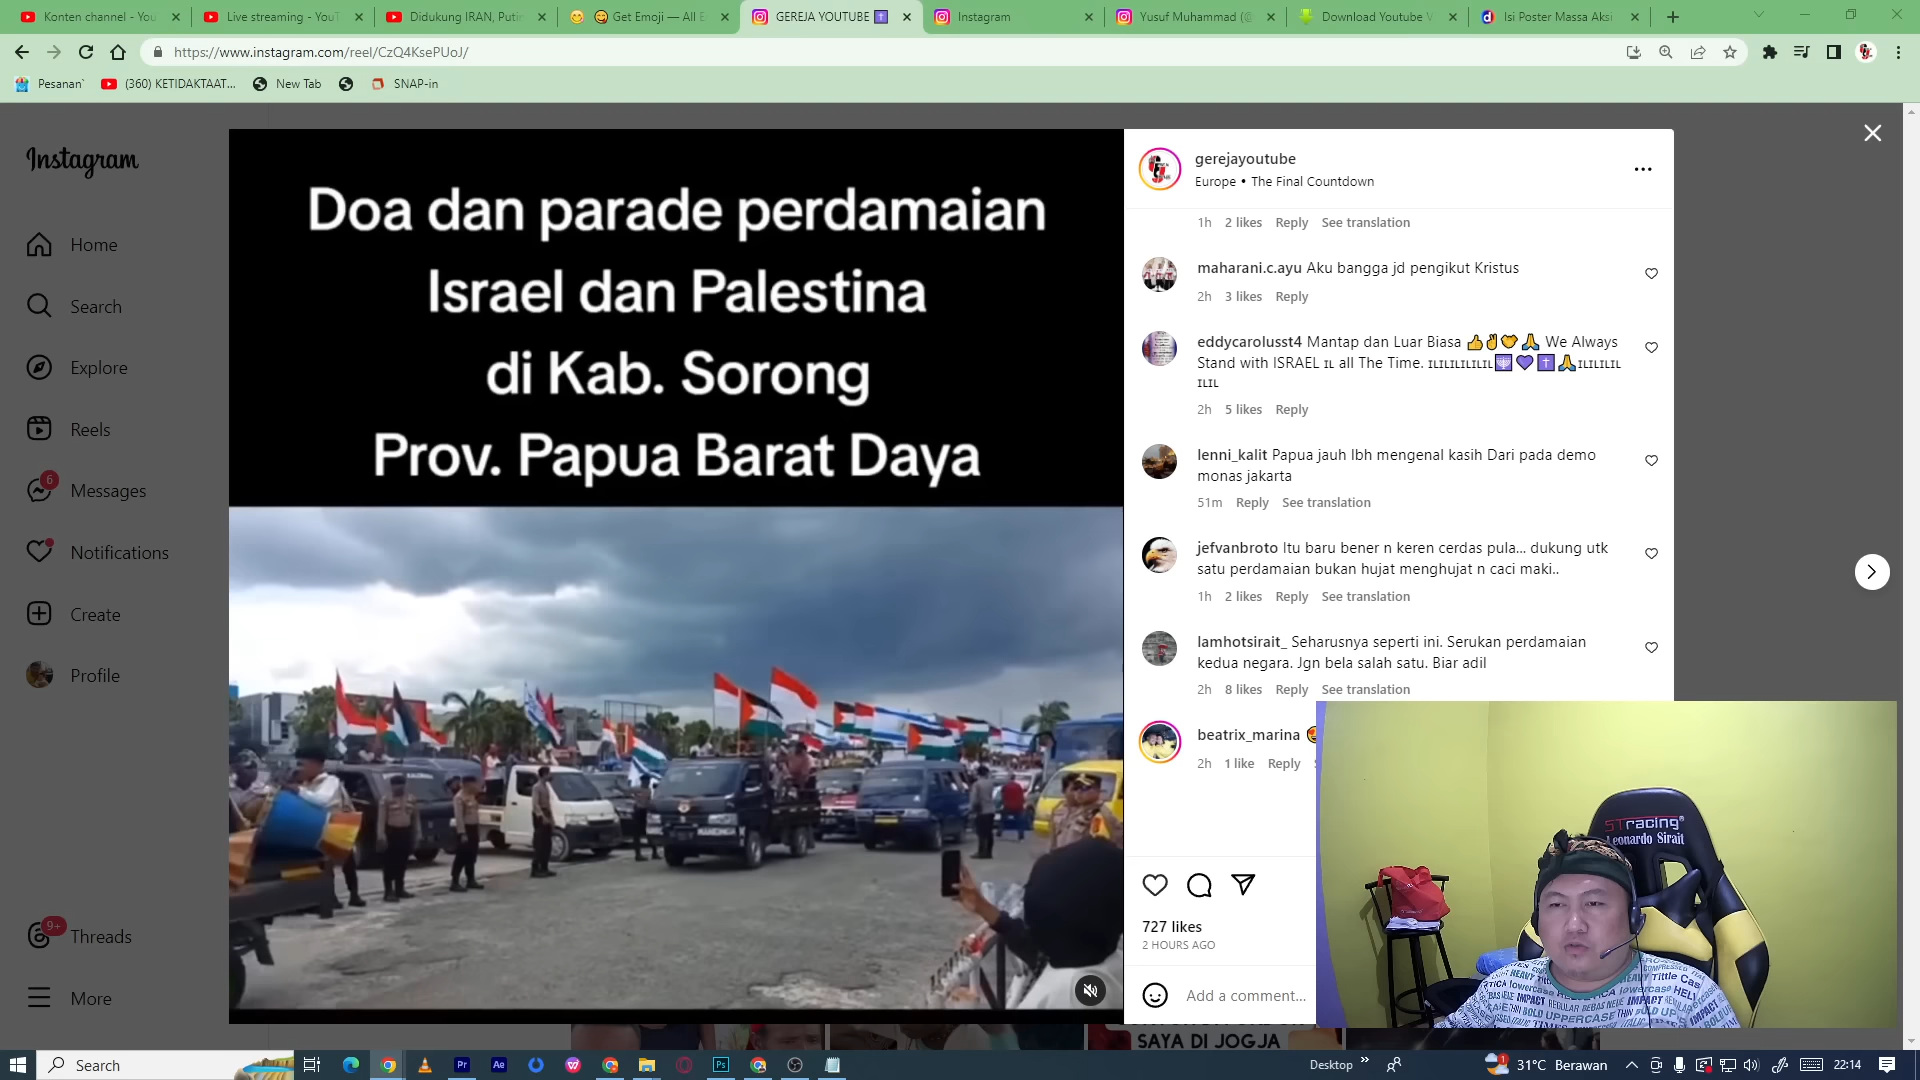 Konten channel - You
Live streaming - YouT
Didukung IRAN, Putin
Get Emoji — All E
GEREJA YOUTUBE
Instagram
Yusuf Muhammad (@
Download Youtube V
Isi Poster Massa Aksi
https://www.instagram.com/reel/CzQ4KsePUoJ/
Pesanan`
(360) KETIDAKTAAT...
New Tab
SNAP-in
Instagram
Home
Search
Explore
Reels
6
Messages
Notifications
Create
Profile
9+
Threads
More
Doa dan parade perdamaian
Israel dan Palestina
di Kab. Sorong
Prov. Papua Barat Daya
gerejayoutube
Europe • The Final Countdown
1h 2 likes Reply See translation
maharani.c.ayu Aku bangga jd pengikut Kristus
2h 3 likes Reply
eddycarolusst4 Mantap dan Luar Biasa 👍✌🤝🙏 We Always
Stand with ISRAEL 🇮🇱 all The Time. 🇮🇱🇮🇱🇮🇱🇮🇱🇮🇱🕎💜✝️🙏🇮🇱🇮🇱🇮🇱🇮🇱
🇮🇱🇮🇱
2h 5 likes Reply
lenni_kalit Papua jauh lbh mengenal kasih Dari pada demo
monas jakarta
51m Reply See translation
jefvanbroto Itu baru bener n keren cerdas pula... dukung utk
satu perdamaian bukan hujat menghujat n caci maki..
1h 2 likes Reply See translation
lamhotsirait_ Seharusnya seperti ini. Serukan perdamaian
kedua negara. Jgn bela salah satu. Biar adil
2h 8 likes Reply See translation
beatrix_marina
2h 1 like Reply
727 likes
2 HOURS AGO
Add a comment...
STracing
Leonardo Sirait
SAYA DI JOGJA
Search
Desktop
31°C Berawan
22:14